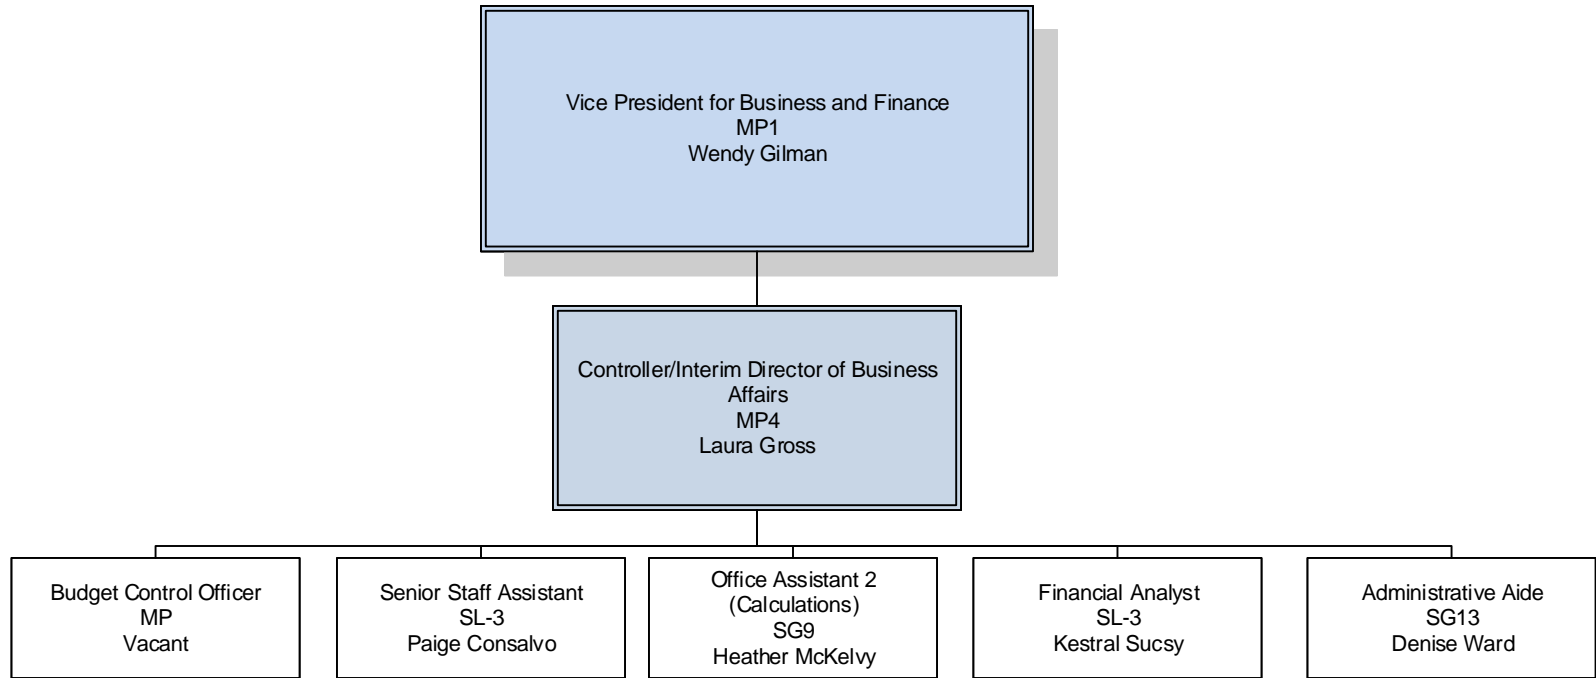 Vice President for Business and Finance
MP1
Wendy Gilman
Controller/Interim Director of Business
Affairs
MP4
Laura Gross
Budget Control Officer
MP
Vacant
Senior Staff Assistant
SL-3
Paige Consalvo
Office Assistant 2
(Calculations)
SG9
Heather McKelvy
Financial Analyst
SL-3
Kestral Sucsy
Administrative Aide
SG13
Denise Ward